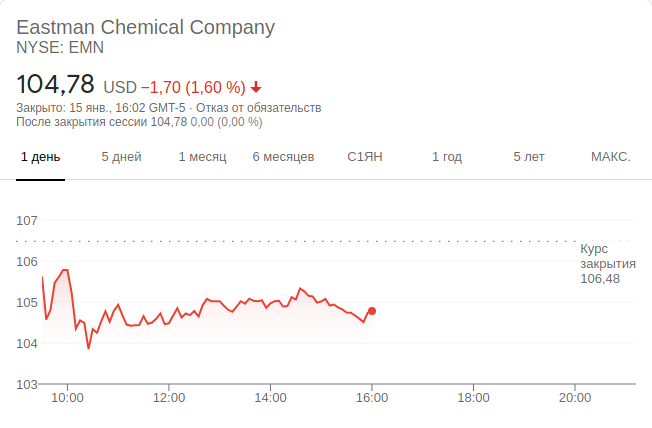 Eastman Chemical Company
NYSE: EMN
104,78 USD −1,70 (1,60 %)
Закрыто: 15 янв., 16:02 GMT-5 · Отказ от обязательств
После закрытия сессии 104,78 0,00 (0,00 %)
1 день 5 дней 1 месяц 6 месяцев С1ЯН 1 год 5 лет МАКС.
107
106
105
104
103
Курс
закрытия
106,48
10:00 12:00 14:00 16:00 18:00 20:00